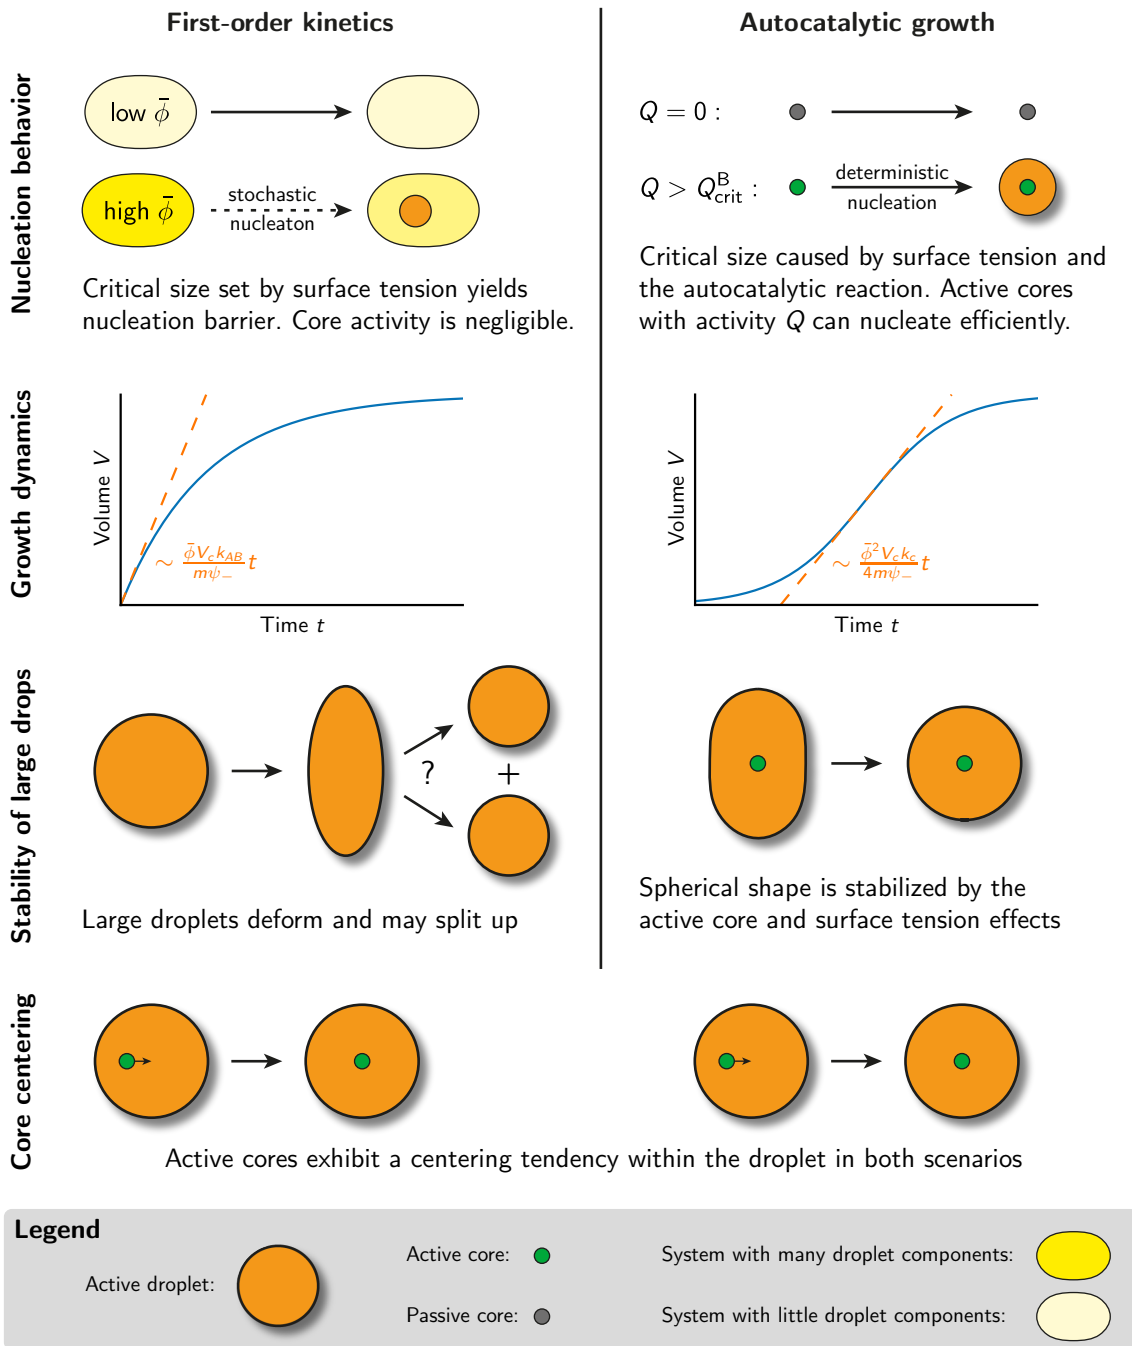 First-order kinetics
Autocatalytic growth
Nucleation behavior
low ϕ̄
high ϕ̄
stochastic
nucleaton
Critical size set by surface tension yields
nucleation barrier. Core activity is negligible.
Q = 0 :
Q > Q^B_crit :
deterministic
nucleation
Critical size caused by surface tension and
the autocatalytic reaction. Active cores
with activity Q can nucleate efficiently.
Growth dynamics
Volume V
∼ ϕ̄V_c k_AB/mψ_− t
Time t
Volume V
∼ ϕ̄²V_c k_c/4mψ_− t
Time t
Stability of large drops
?
+
Large droplets deform and may split up
Spherical shape is stabilized by the
active core and surface tension effects
Core centering
Active cores exhibit a centering tendency within the droplet in both scenarios
Legend
Active droplet:
Active core:
Passive core:
System with many droplet components:
System with little droplet components: